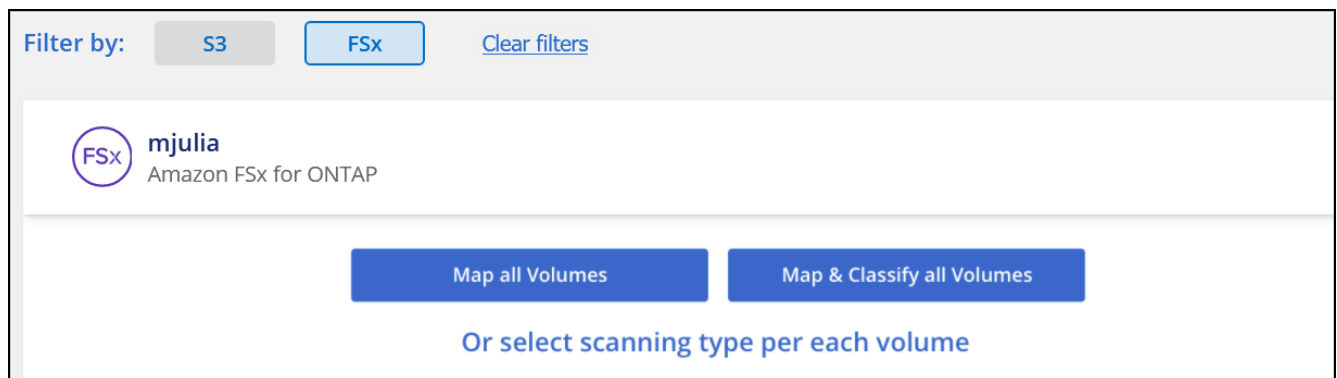 Filter by: S3 FSx Clear filters
FSx mjulia
Amazon FSx for ONTAP
Map all Volumes Map & Classify all Volumes
Or select scanning type per each volume